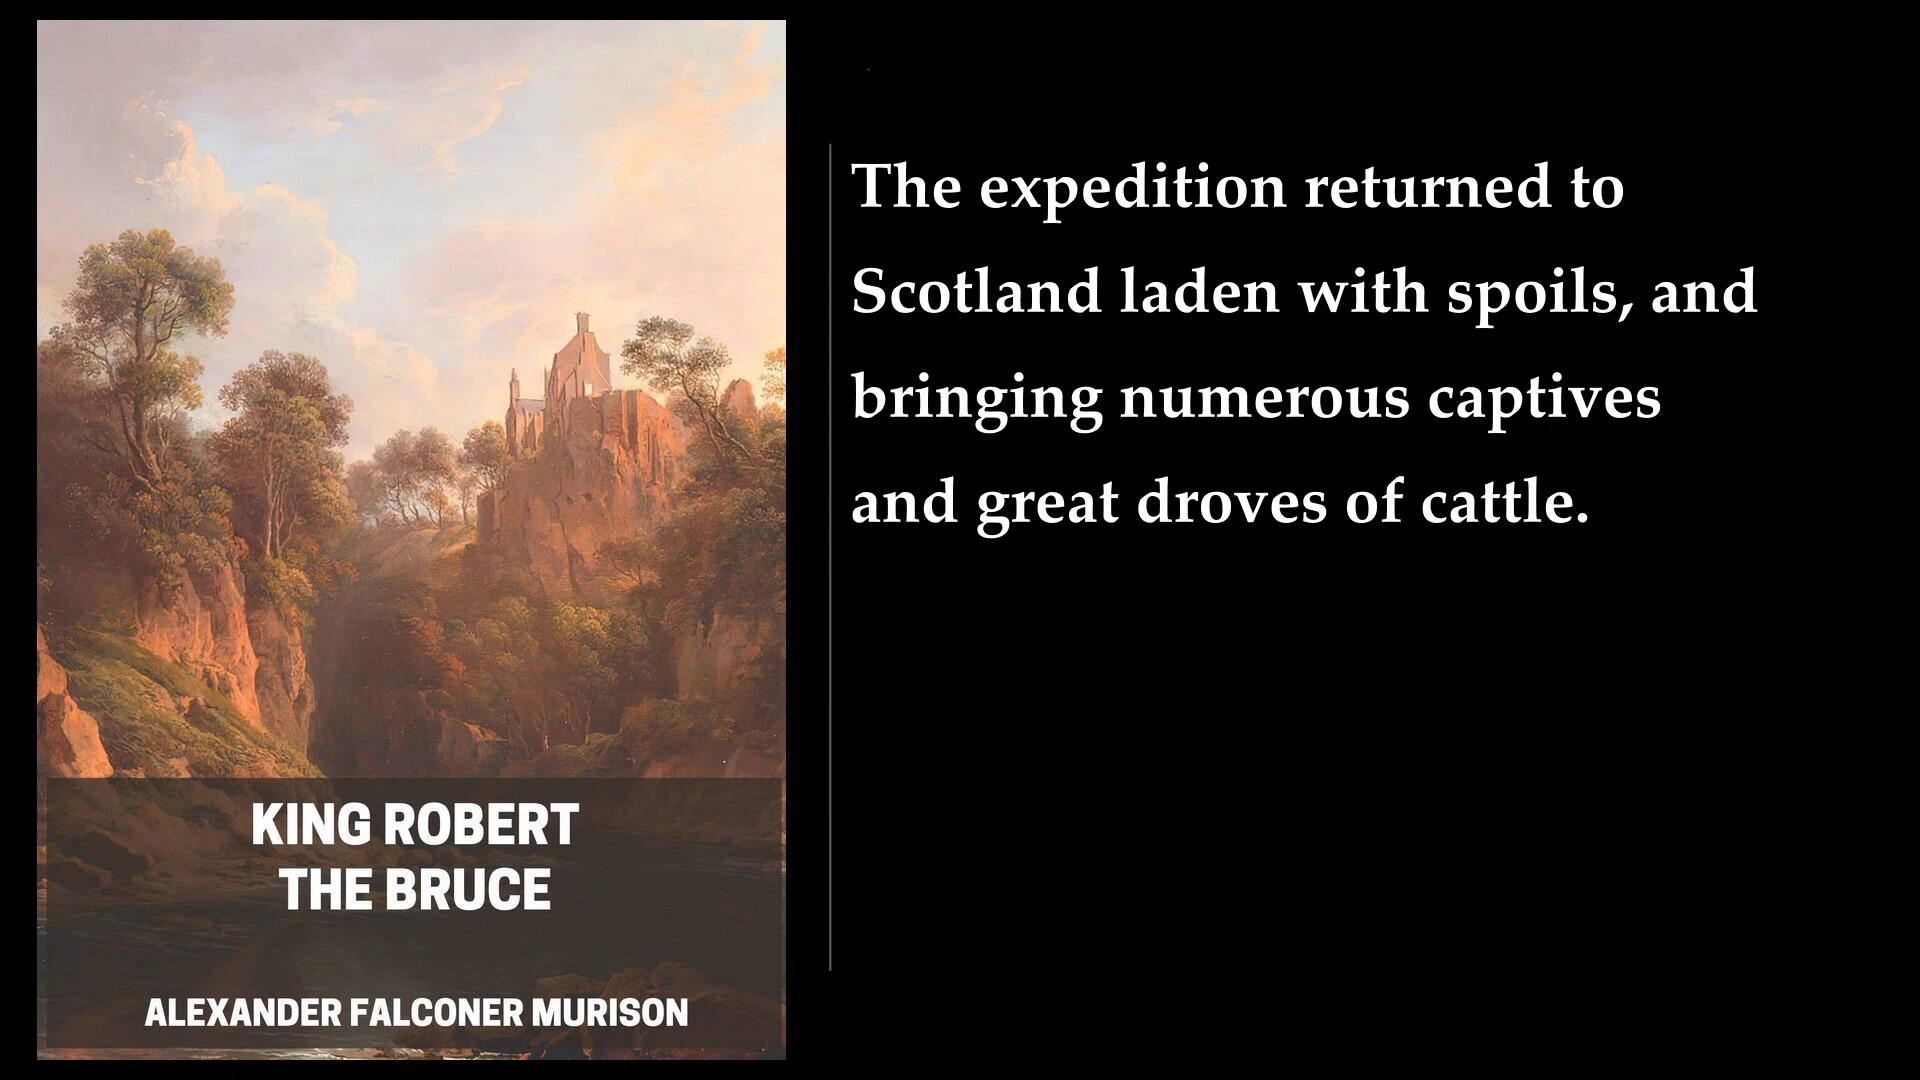 The expedition returned to
Scotland laden with spoils, and
bringing numerous captives
and great droves of cattle.
KING ROBERT
THE BRUCE
ALEXANDER FALCONER MURISON